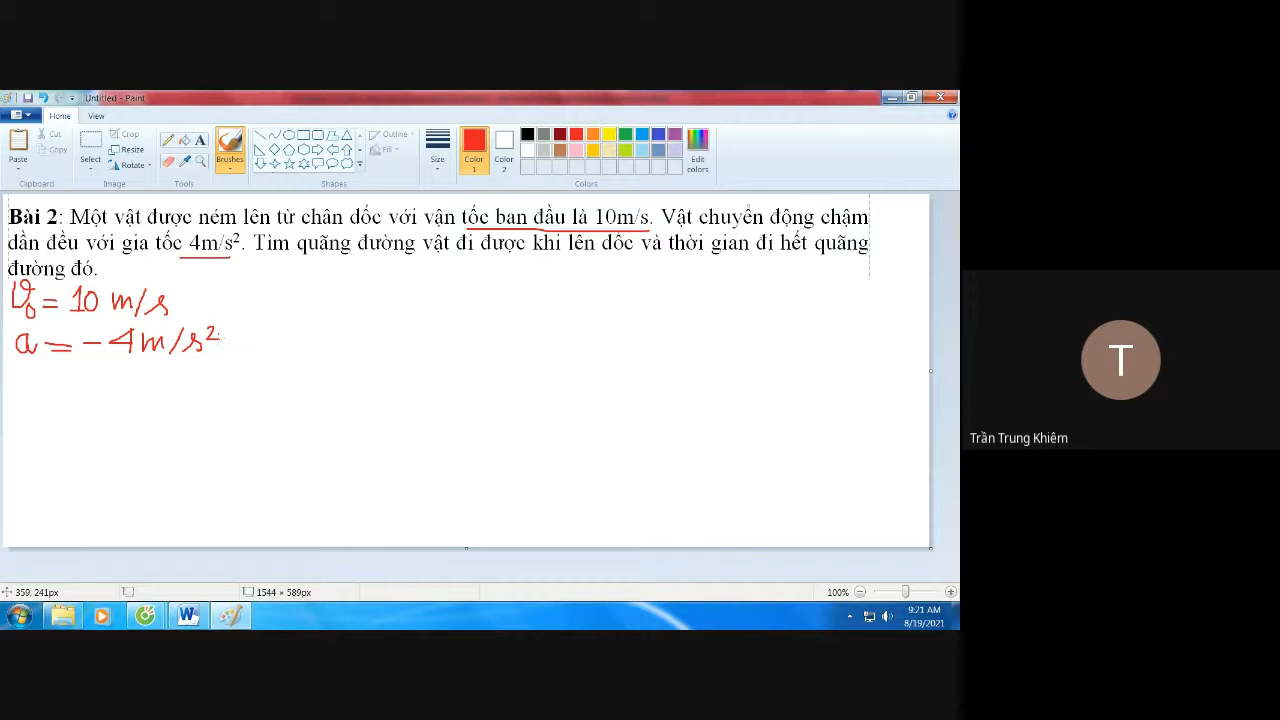 Untitled - Paint
Home View
Paste
Cut
Copy
Clipboard
Select
Crop
Resize
Rotate
Image
Tools
Brushes
Shapes
Outline
Fill
Size
Color 1
Color 2
Edit colors
Colors
Bài 2: Một vật được ném lên từ chân dốc với vận tốc ban đầu là 10m/s. Vật chuyển động chậm
dần đều với gia tốc 4m/s². Tìm quãng đường vật đi được khi lên dốc và thời gian đi hết quãng
đường đó.
v₀ = 10 m/s
a = - 4 m/s²
T
Trần Trung Khiêm
359, 241px
1544 × 589px
100%
9:21 AM
8/19/2021